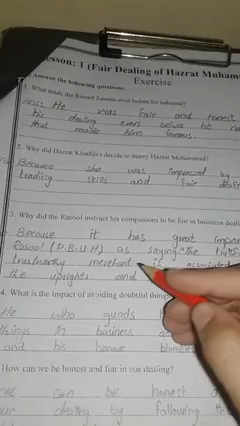 Lesson: 1 (Fair Dealing of Hazrat Muham
Exercise
Answer the following questions:
1. What made the Rasool famous even before his nabuwat?
Ans: He was fair and honest
his dealing even before his na
that made him famous.
2. Why did Hazrat Khadija decide to marry Hazrat Muhammad?
Because she was impressed by
trading skills and fair dealin
3. Why did the Rasool instruct his companions to be fair in business deali
Because it has great impor
Rasool (P.B.U.H) as saying "The truthf
trustworthy merchant is associated
the uprights and
4. What is the impact of avoiding doubtful thing
He who guads
things in business
and his honour blam
How can we be honest and fair in our dealing?
we can be honest
our dealing by following the